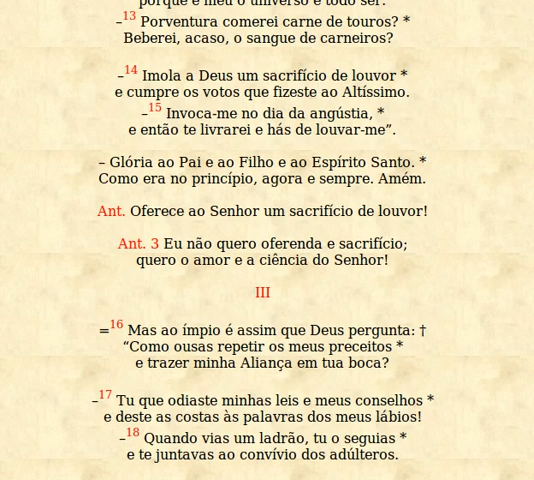 porque é meu o universo e todo ser.
–13 Porventura comerei carne de touros? *
Beberei, acaso, o sangue de carneiros?
–14 Imola a Deus um sacrifício de louvor *
e cumpre os votos que fizeste ao Altíssimo.
–15 Invoca-me no dia da angústia, *
e então te livrarei e hás de louvar-me”.
– Glória ao Pai e ao Filho e ao Espírito Santo. *
Como era no princípio, agora e sempre. Amém.
Ant. Oferece ao Senhor um sacrifício de louvor!
Ant. 3 Eu não quero oferenda e sacrifício;
quero o amor e a ciência do Senhor!
III
=16 Mas ao ímpio é assim que Deus pergunta: †
“Como ousas repetir os meus preceitos *
e trazer minha Aliança em tua boca?
–17 Tu que odiaste minhas leis e meus conselhos *
e deste as costas às palavras dos meus lábios!
–18 Quando vias um ladrão, tu o seguias *
e te juntavas ao convívio dos adúlteros.